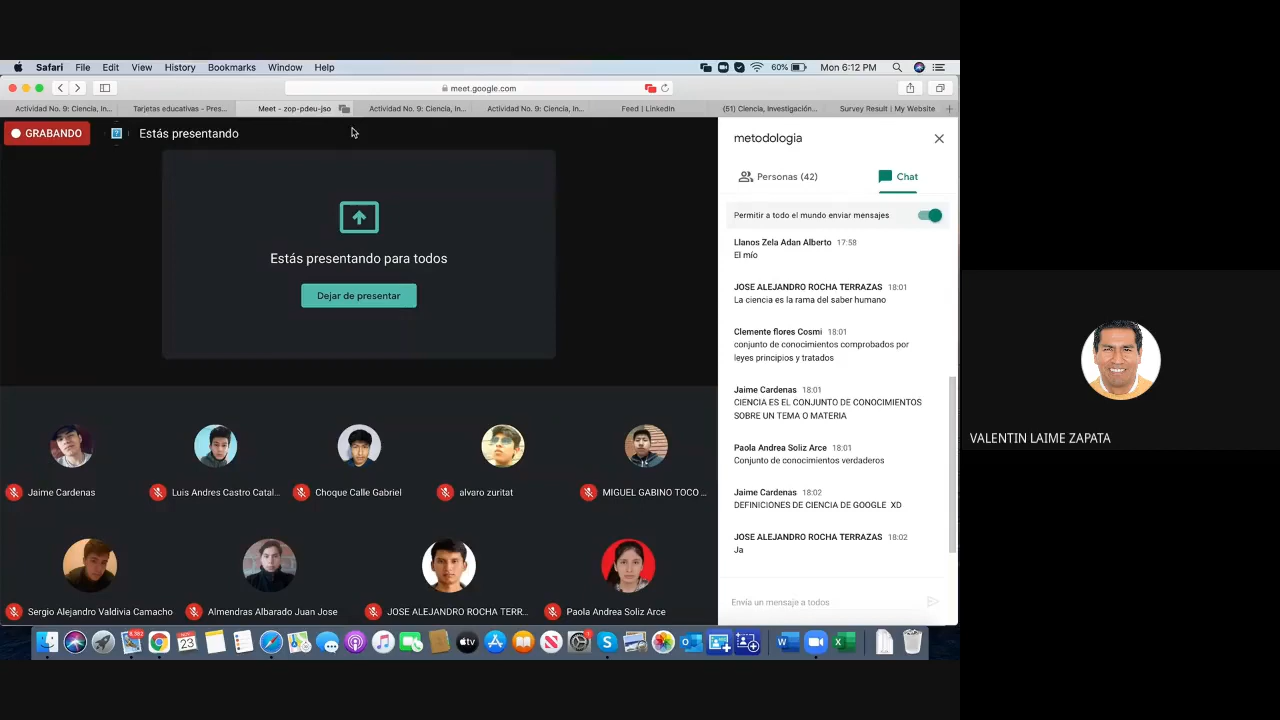 Safari File Edit View History Bookmarks Window Help
60% Mon 6:12 PM
meet.google.com
Actividad No. 9: Ciencia, In...
Tarjetas educativas - Pres...
Meet - zop-pdeu-jso
Actividad No. 9: Ciencia, In...
Actividad No. 9: Ciencia, In...
Feed | LinkedIn
(51) Ciencia, Investigación...
Survey Result | My Website
GRABANDO
Estás presentando
Estás presentando para todos
Dejar de presentar
Jaime Cardenas
Luis Andres Castro Catal...
Choque Calle Gabriel
alvaro zuritat
MIGUEL GABINO TOCO ...
Sergio Alejandro Valdivia Camacho
Almendras Albarado Juan Jose
JOSE ALEJANDRO ROCHA TERR...
Paola Andrea Soliz Arce
metodologia
Personas (42)
Chat
Permitir a todo el mundo enviar mensajes
Llanos Zela Adan Alberto 17:58
El mío
JOSE ALEJANDRO ROCHA TERRAZAS 18:01
La ciencia es la rama del saber humano
Clemente flores Cosmi 18:01
conjunto de conocimientos comprobados por
leyes principios y tratados
Jaime Cardenas 18:01
CIENCIA ES EL CONJUNTO DE CONOCIMIENTOS
SOBRE UN TEMA O MATERIA
Paola Andrea Soliz Arce 18:01
Conjunto de conocimientos verdaderos
Jaime Cardenas 18:02
DEFINICIONES DE CIENCIA DE GOOGLE XD
JOSE ALEJANDRO ROCHA TERRAZAS 18:02
Ja
Envía un mensaje a todos
VALENTIN LAIME ZAPATA
23
tv